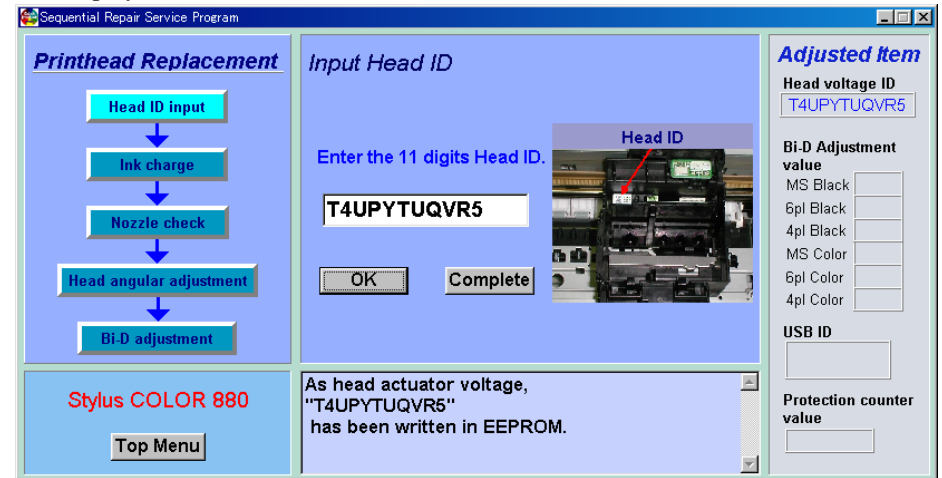 Sequential Repair Service Program
Printhead Replacement
Head ID input
Ink charge
Nozzle check
Head angular adjustment
Bi-D adjustment
Input Head ID
Enter the 11 digits Head ID.
T4UPYTUQVR5
OK
Complete
Head ID
Adjusted Item
Head voltage ID
T4UPYTUQVR5
Bi-D Adjustment
value
MS Black
6pl Black
4pl Black
MS Color
6pl Color
4pl Color
USB ID
Protection counter
value
Stylus COLOR 880
Top Menu
As head actuator voltage,
"T4UPYTUQVR5"
has been written in EEPROM.